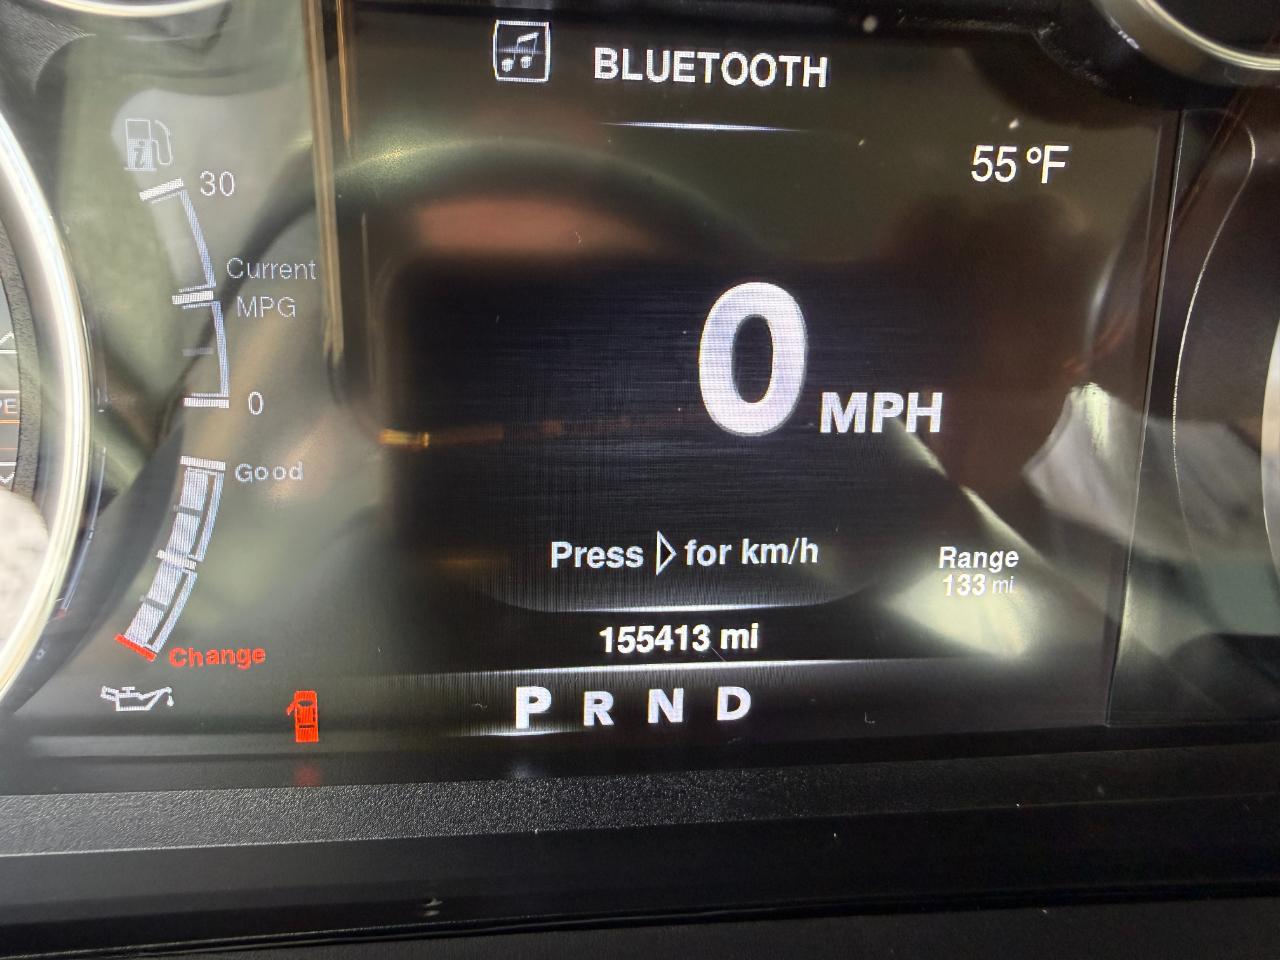 BLUETOOTH
55 °F
30
Current
MPG
0
Good
Change
0 MPH
Press ▷ for km/h
Range
133 mi
155413 mi
P R N D